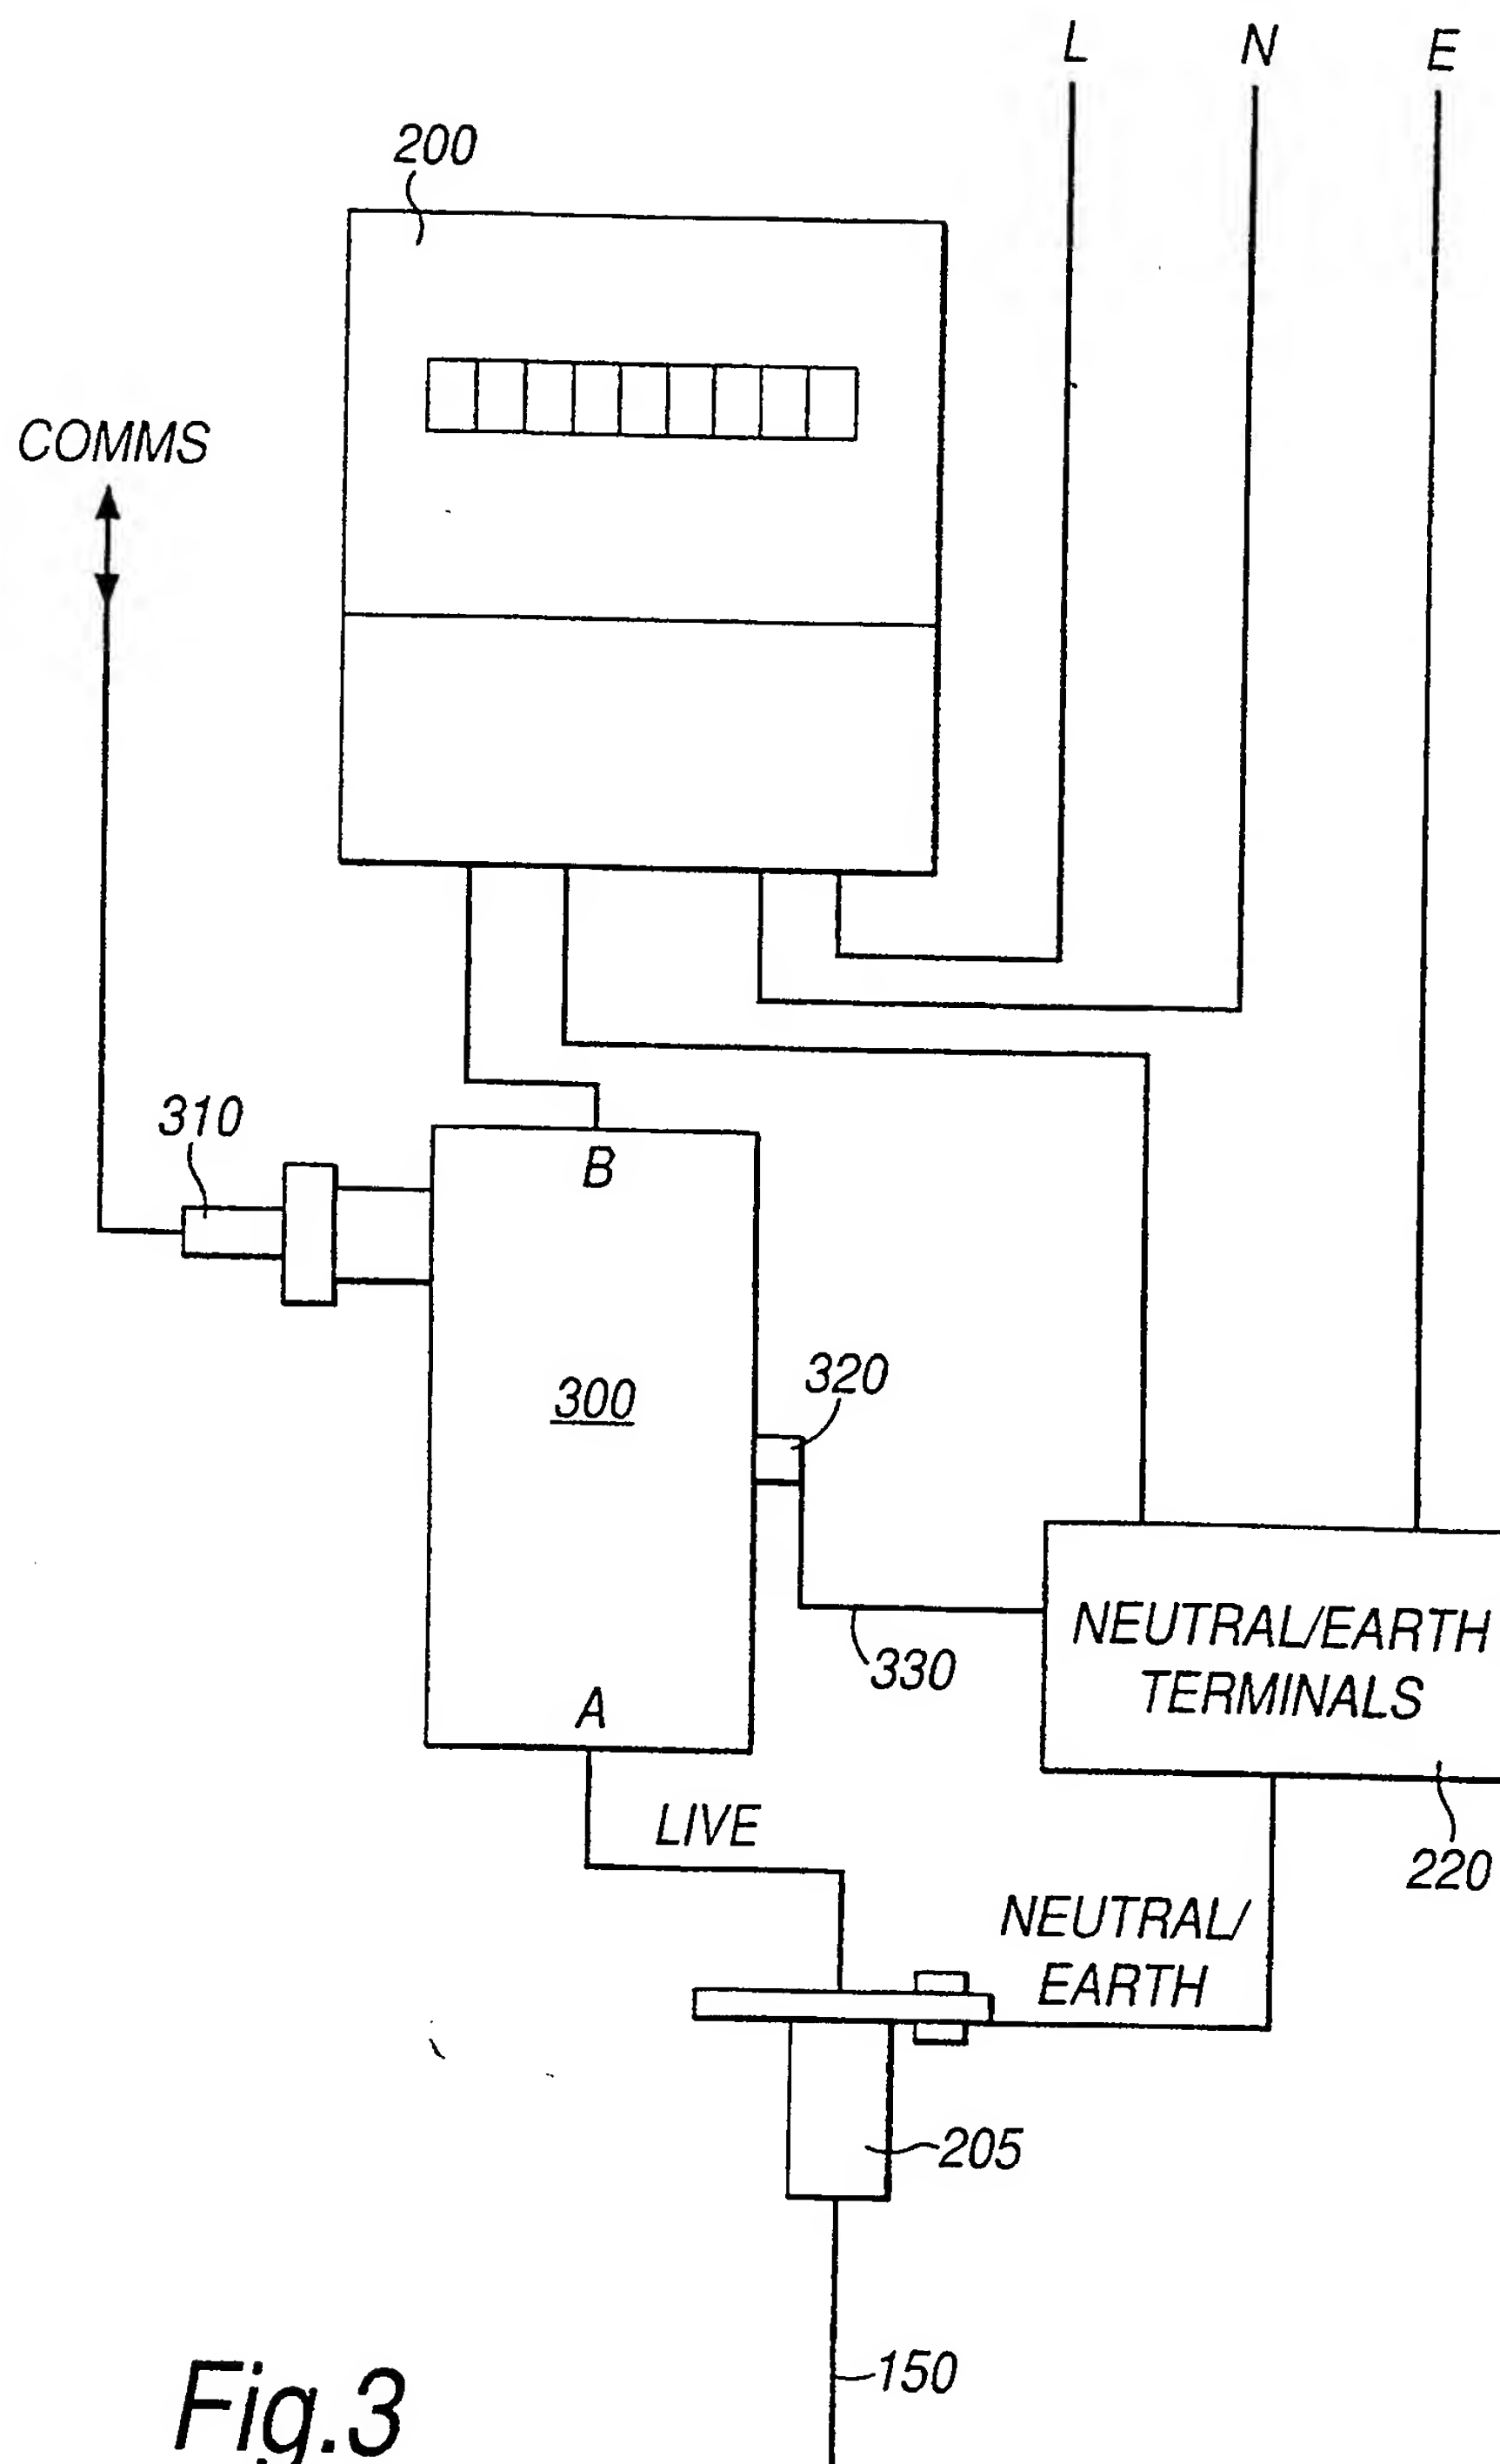 L N E
200
COMMS
310
B
300
320
330
NEUTRAL/EARTH
TERMINALS
A
LIVE
220
NEUTRAL/
EARTH
205
150
Fig.3